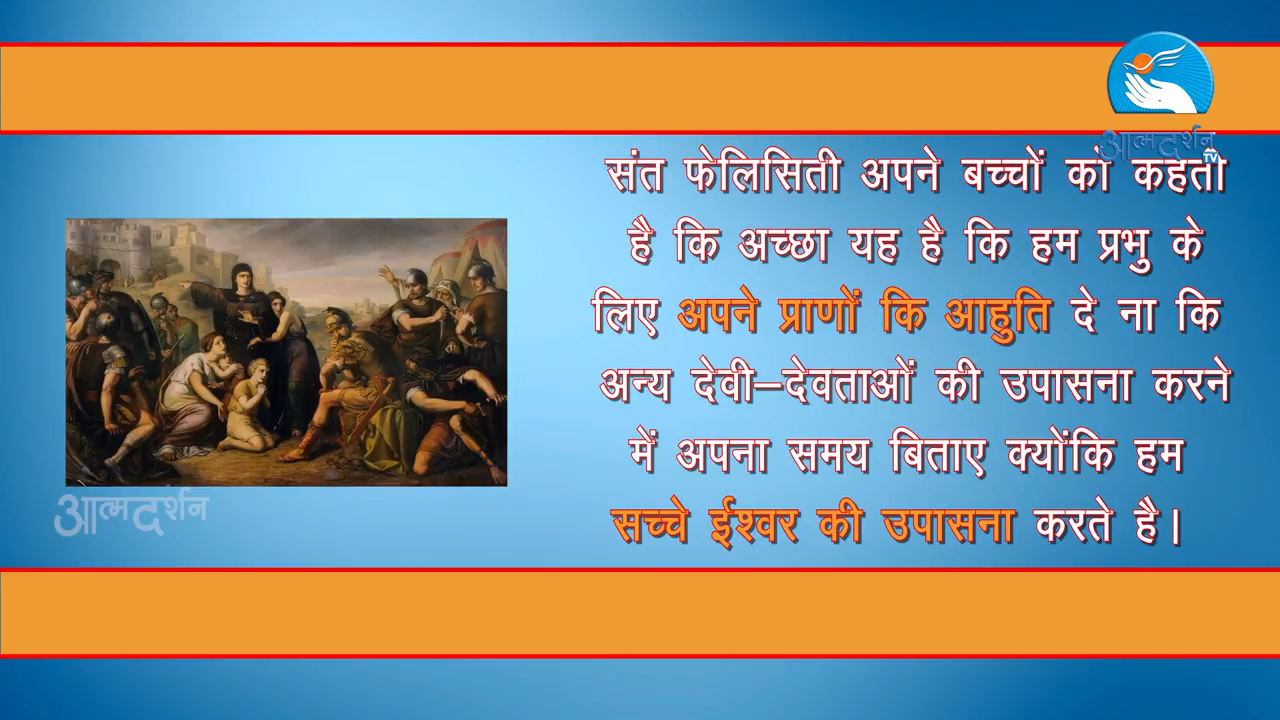 आत्मदर्शन
TV
संत फेलिसिती अपने बच्चों को कहती
है कि अच्छा यह है कि हम प्रभु के
लिए अपने प्राणों कि आहुति दे ना कि
अन्य देवी–देवताओं की उपासना करने
में अपना समय बिताए क्योंकि हम
सच्चे ईश्वर की उपासना करते है।
आत्मदर्शन